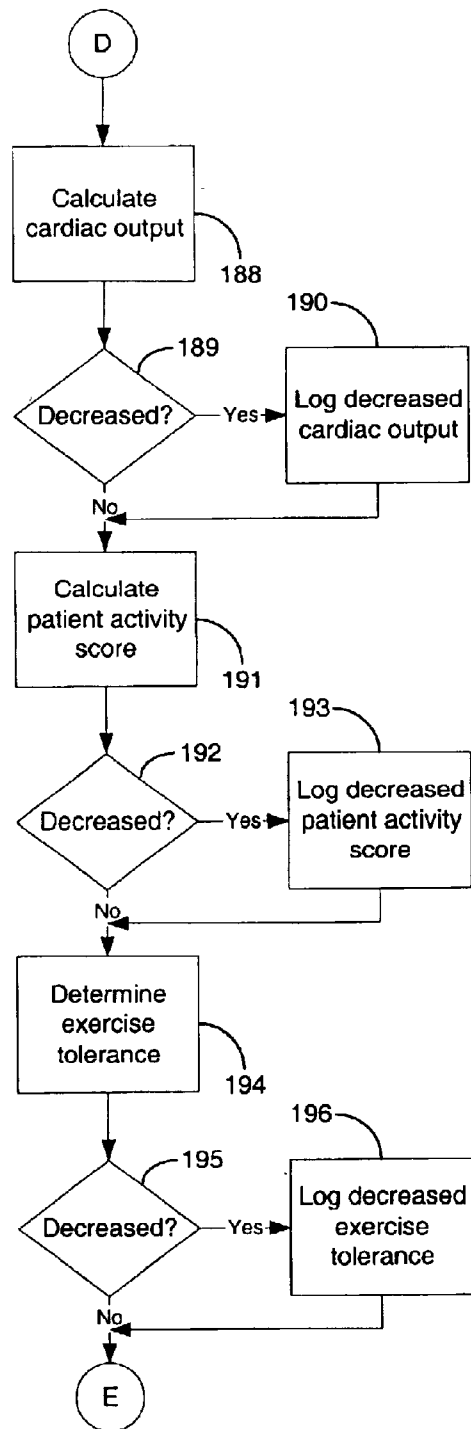 D
Calculate
cardiac output
188
189
190
Decreased?
Yes
Log decreased
cardiac output
No
Calculate
patient activity
score
191
192
193
Decreased?
Yes
Log decreased
patient activity
score
No
Determine
exercise
tolerance
194
195
196
Decreased?
Yes
Log decreased
exercise
tolerance
No
E